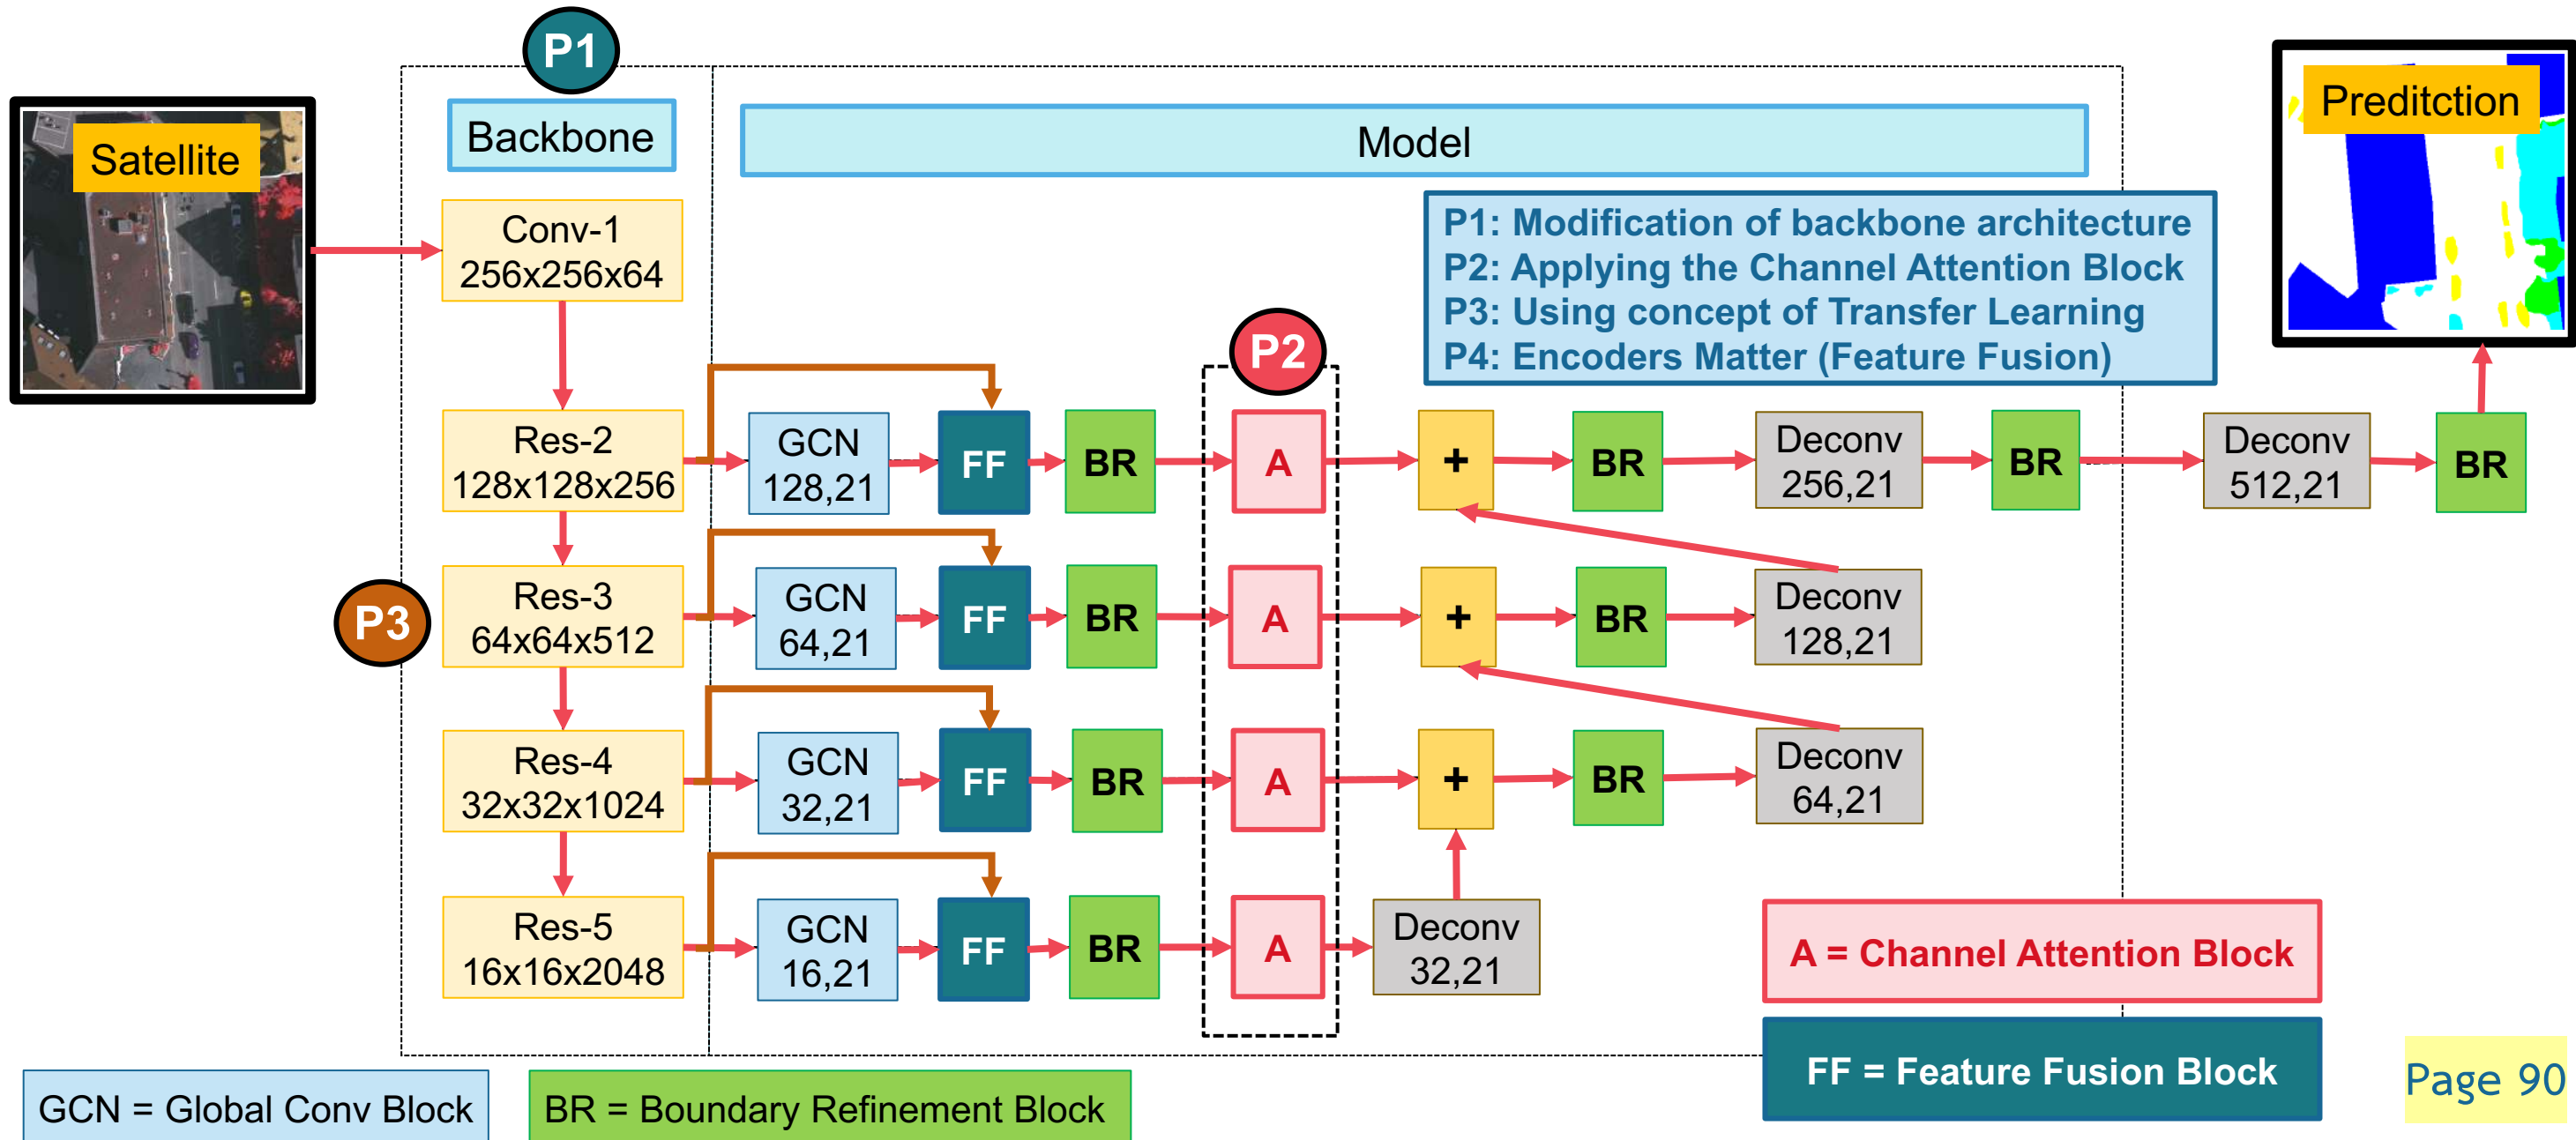 P1
Backbone
Model
Satellite
Preditction
Conv-1
256x256x64
P1: Modification of backbone architecture
P2: Applying the Channel Attention Block
P3: Using concept of Transfer Learning
P4: Encoders Matter (Feature Fusion)
P2
Res-2
128x128x256
GCN
128,21
FF
BR
A
+
BR
Deconv
256,21
BR
Deconv
512,21
BR
P3
Res-3
64x64x512
GCN
64,21
FF
BR
A
+
BR
Deconv
128,21
Res-4
32x32x1024
GCN
32,21
FF
BR
A
+
BR
Deconv
64,21
Res-5
16x16x2048
GCN
16,21
FF
BR
A
Deconv
32,21
A = Channel Attention Block
FF = Feature Fusion Block
GCN = Global Conv Block
BR = Boundary Refinement Block
Page 90